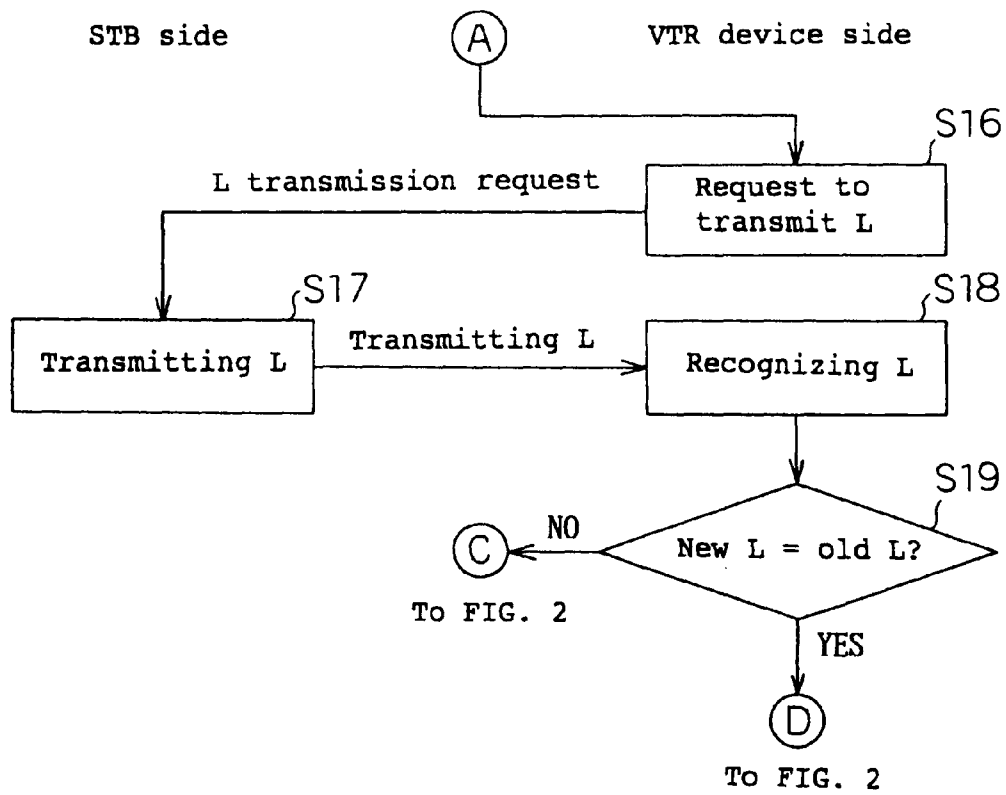 STB side
A
VTR device side
S16
Request to
transmit L
L transmission request
S17
Transmitting L
Transmitting L
S18
Recognizing L
S19
New L = old L?
NO
C
To FIG. 2
YES
D
To FIG. 2